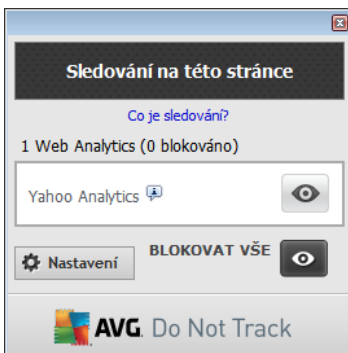 Sledování na této stránce
Co je sledování?
1 Web Analytics (0 blokováno)
Yahoo Analytics
Nastavení
BLOKOVAT VŠE
AVG. Do Not Track